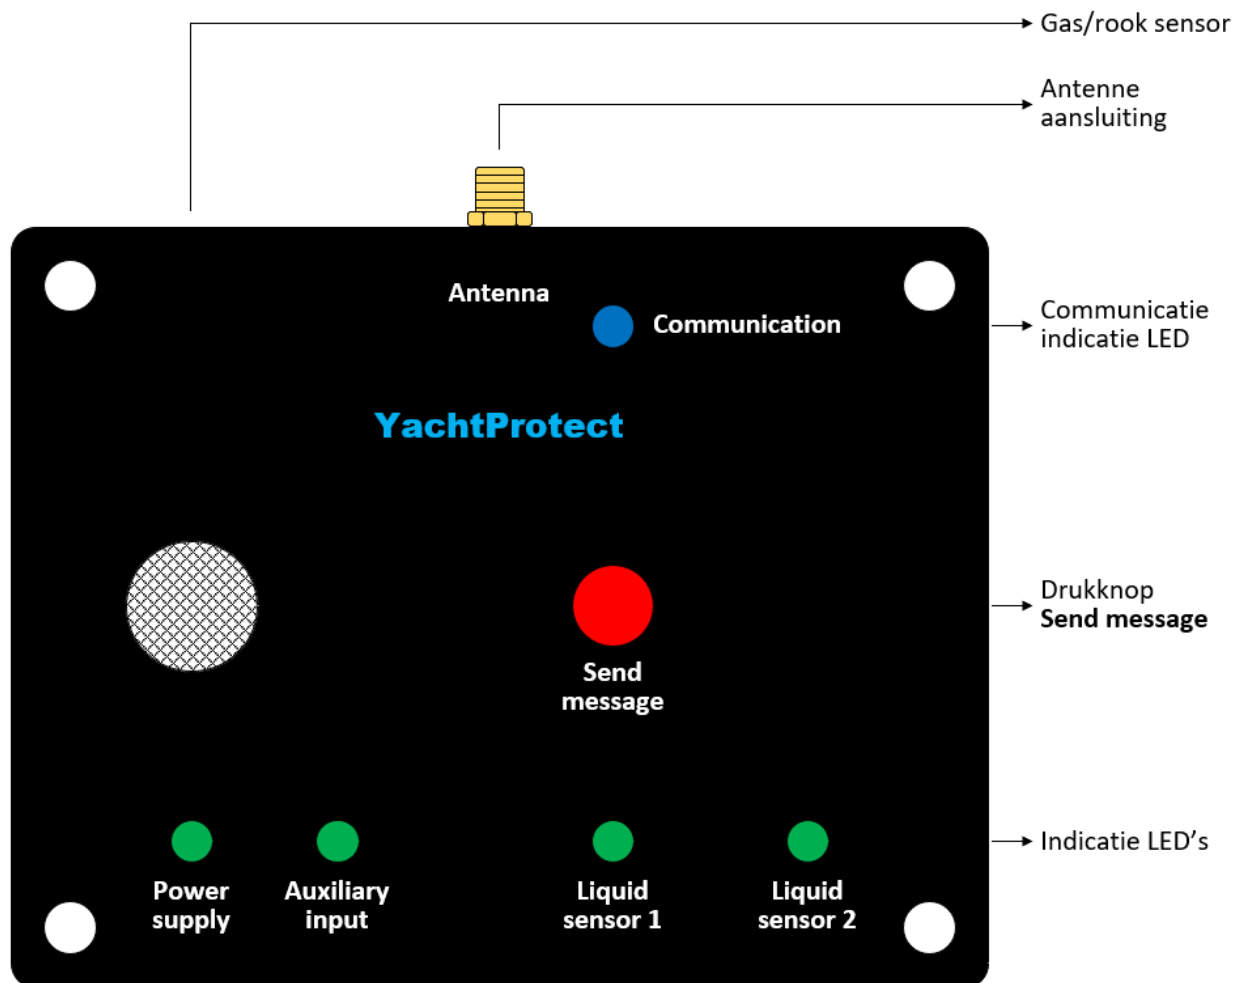 Gas/rook sensor
Antenne
aansluiting
Antenna
Communication
Communicatie
indicatie LED
YachtProtect
Drukknop
Send message
Send
message
Indicatie LED’s
Power
supply
Auxiliary
input
Liquid
sensor 1
Liquid
sensor 2